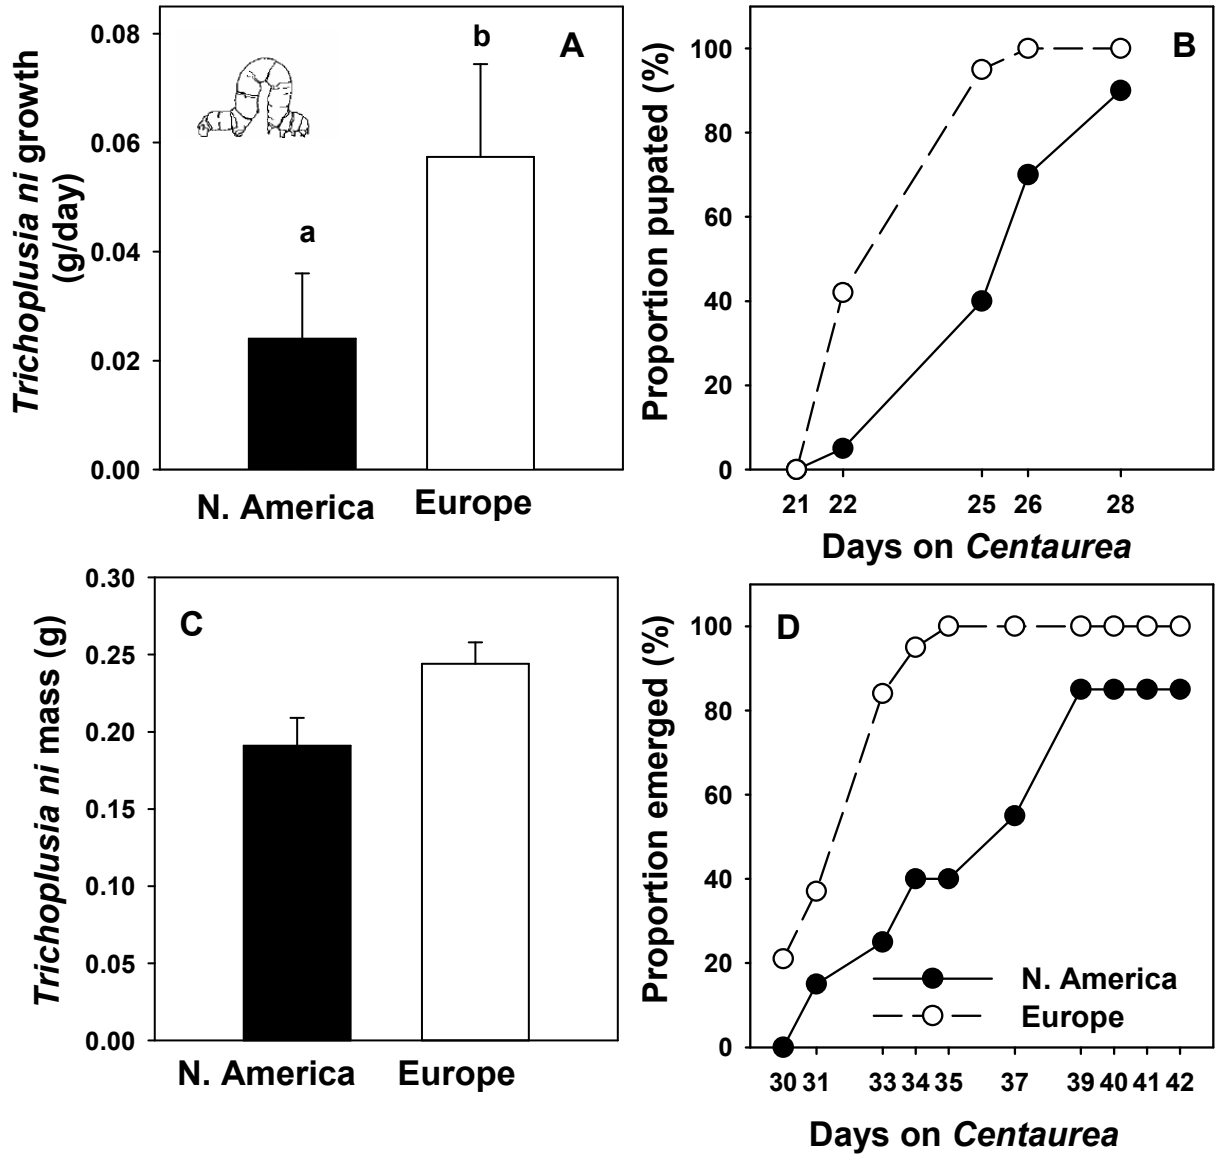 Trichoplusia ni growth
(g/day)
0.08
0.06
0.04
0.02
0.00
a
b
A
N. America
Europe
Proportion pupated (%)
100
80
60
40
20
0
B
21 22 25 26 28
Days on Centaurea
Trichoplusia ni mass (g)
0.30
0.25
0.20
0.15
0.10
0.05
0.00
C
N. America
Europe
Proportion emerged (%)
100
80
60
40
20
0
D
N. America
Europe
30 31 33 34 35 37 39 40 41 42
Days on Centaurea